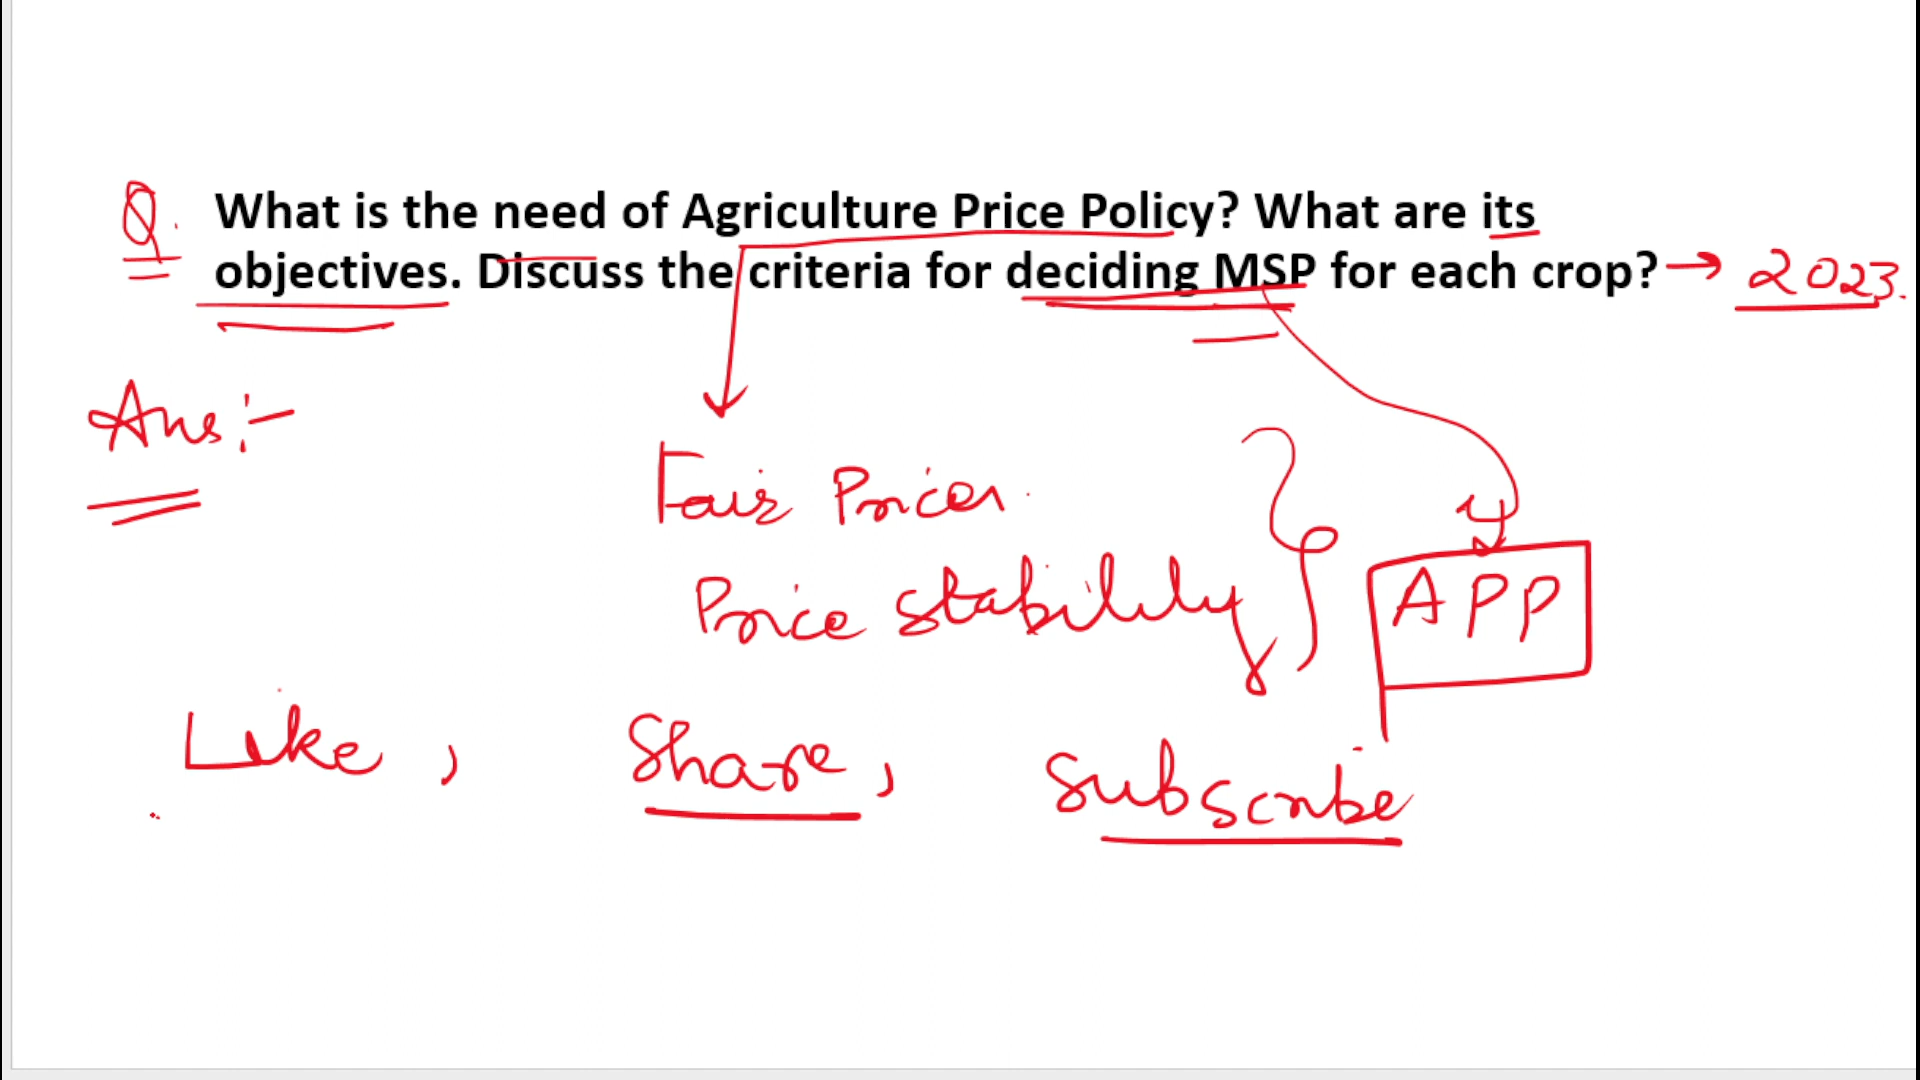 Q. What is the need of Agriculture Price Policy? What are its
objectives. Discuss the criteria for deciding MSP for each crop? → 2023.
Ans:-
Fair Prices.
Price stability
APP
Like, Share, Subscribe